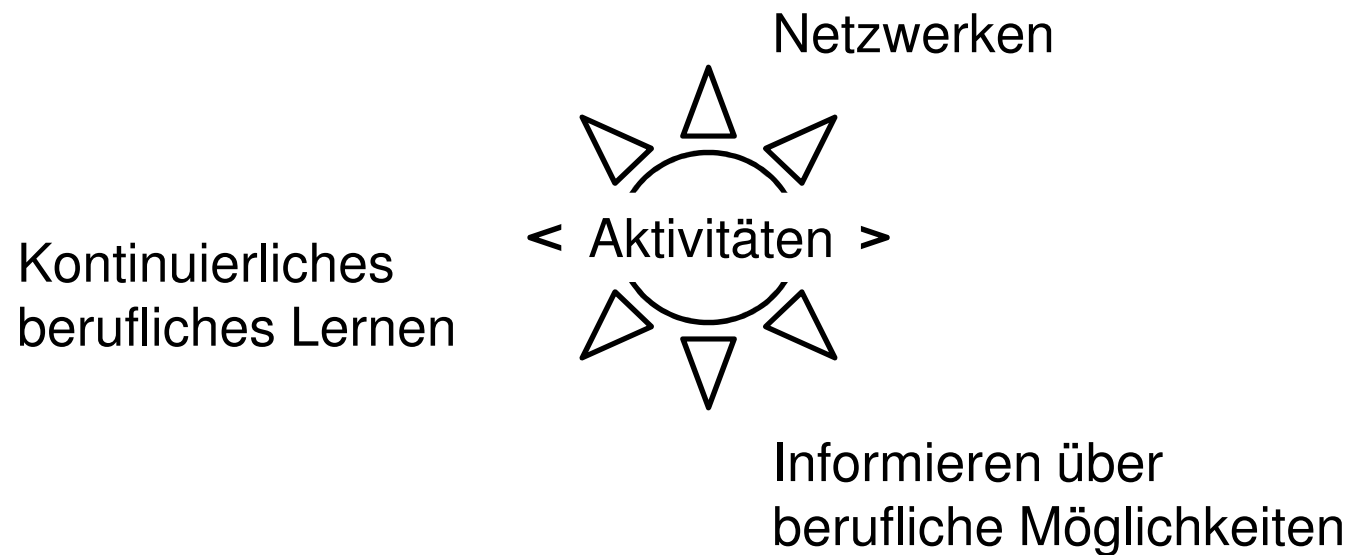 Netzwerken
< Aktivitäten >
Kontinuierliches
berufliches Lernen
Informieren über
berufliche Möglichkeiten